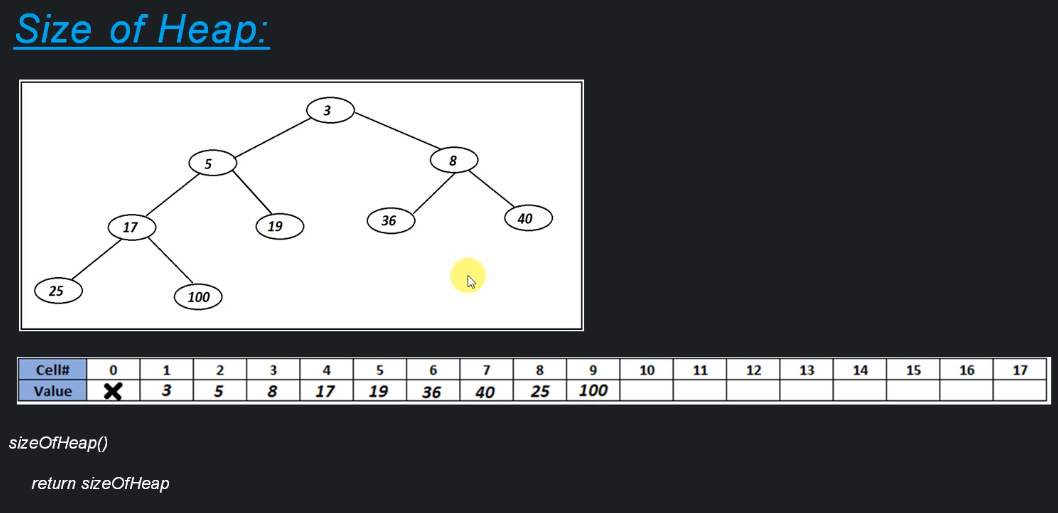 Size of Heap:
3
5 8
17 19 36 40
25 100
Cell# 0 1 2 3 4 5 6 7 8 9 10 11 12 13 14 15 16 17
Value X 3 5 8 17 19 36 40 25 100
sizeOfHeap()
return sizeOfHeap